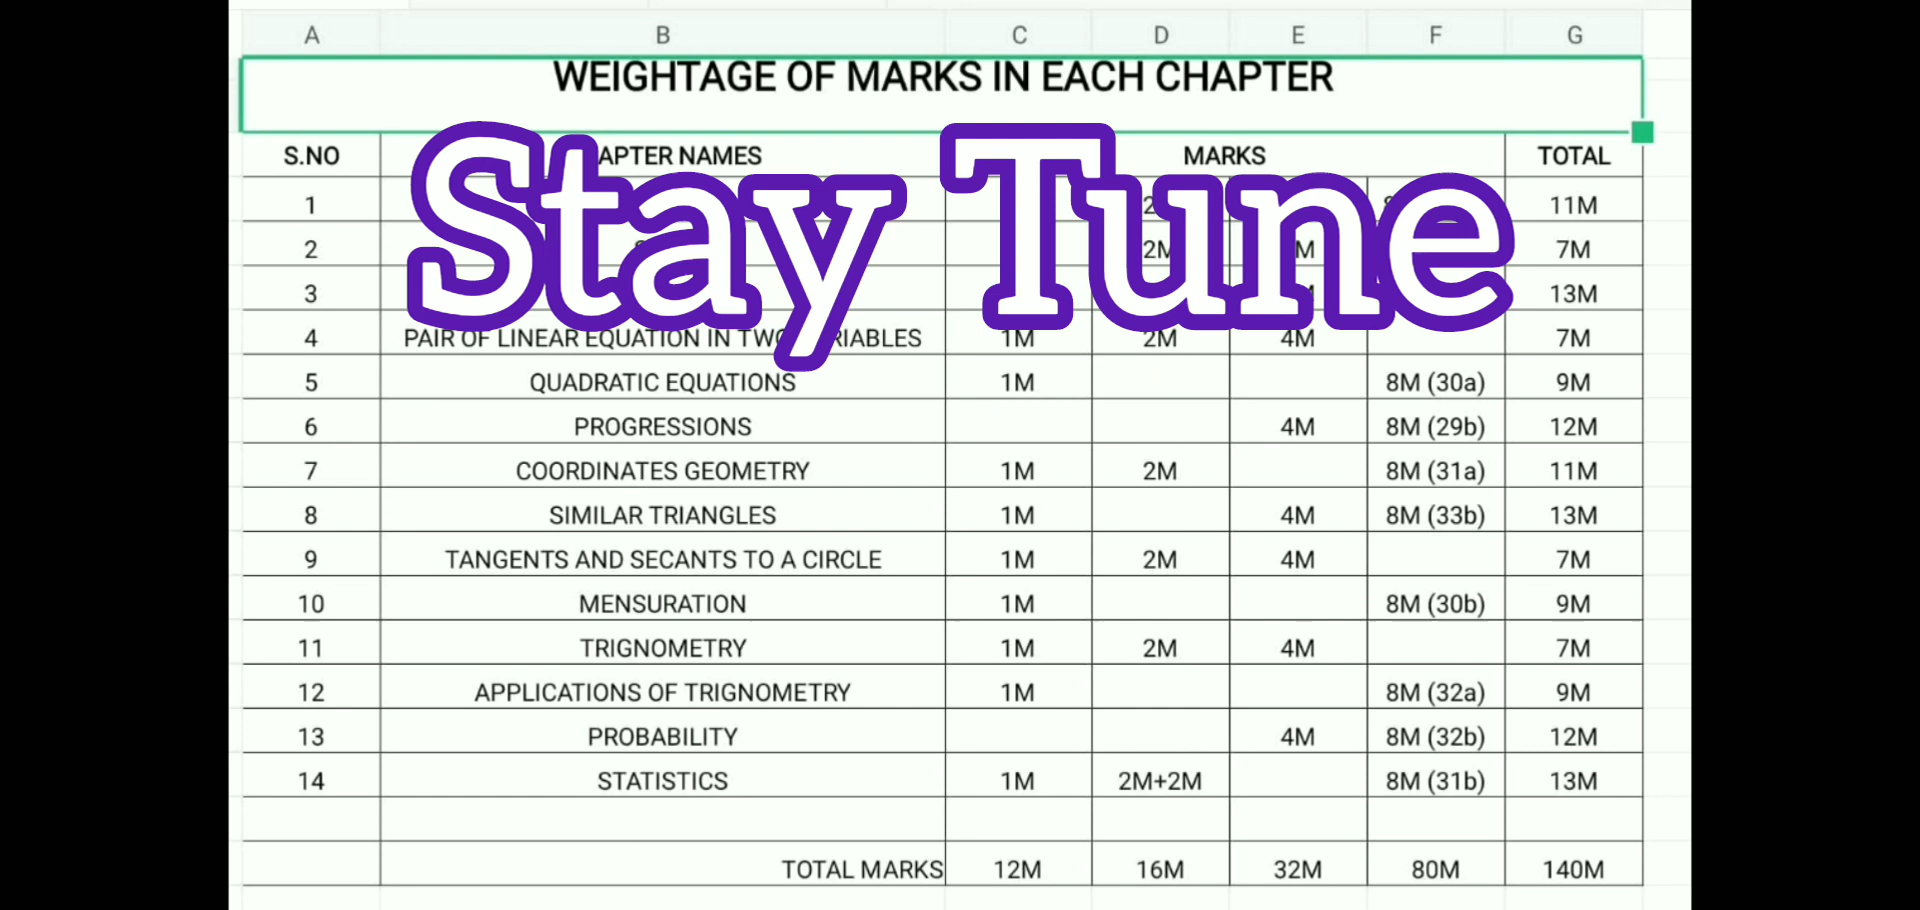 A B C D E F G
WEIGHTAGE OF MARKS IN EACH CHAPTER
Stay Tune
S.NO APTER NAMES MARKS TOTAL
1 11M
2 2M 7M
3 13M
4 PAIR OF LINEAR EQUATION IN 1M 2M 4M 7M
5 QUADRATIC EQUATIONS 1M 8M (30a) 9M
6 PROGRESSIONS 4M 8M (29b) 12M
7 COORDINATES GEOMETRY 1M 2M 8M (31a) 11M
8 SIMILAR TRIANGLES 1M 4M 8M (33b) 13M
9 TANGENTS AND SECANTS TO A CIRCLE 1M 2M 4M 7M
10 MENSURATION 1M 8M (30b) 9M
11 TRIGNOMETRY 1M 2M 4M 7M
12 APPLICATIONS OF TRIGNOMETRY 1M 8M (32a) 9M
13 PROBABILITY 4M 8M (32b) 12M
14 STATISTICS 1M 2M+2M 8M (31b) 13M
TOTAL MARKS 12M 16M 32M 80M 140M